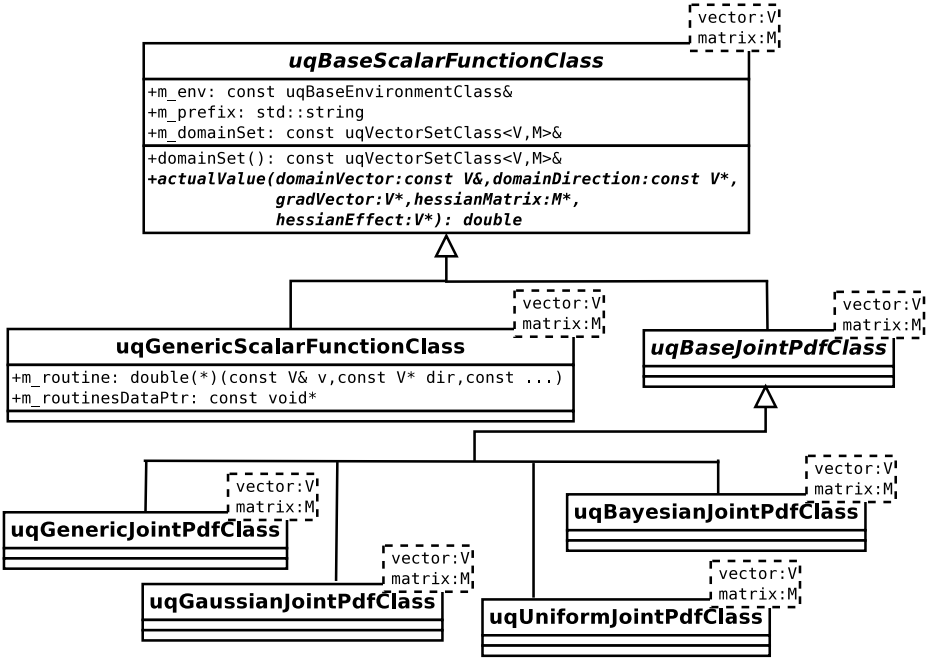 vector:V
matrix:M
uqBaseScalarFunctionClass
+m_env: const uqBaseEnvironmentClass&
+m_prefix: std::string
+m_domainSet: const uqVectorSetClass<V,M>&
+domainSet(): const uqVectorSetClass<V,M>&
+actualValue(domainVector:const V&,domainDirection:const V*,
gradVector:V*,hessianMatrix:M*,
hessianEffect:V*): double
vector:V
matrix:M
uqGenericScalarFunctionClass
+m_routine: double(*)(const V& v,const V* dir,const ...)
+m_routinesDataPtr: const void*
vector:V
matrix:M
uqBaseJointPdfClass
vector:V
matrix:M
uqGenericJointPdfClass
vector:V
matrix:M
uqBayesianJointPdfClass
vector:V
matrix:M
uqGaussianJointPdfClass
vector:V
matrix:M
uqUniformJointPdfClass